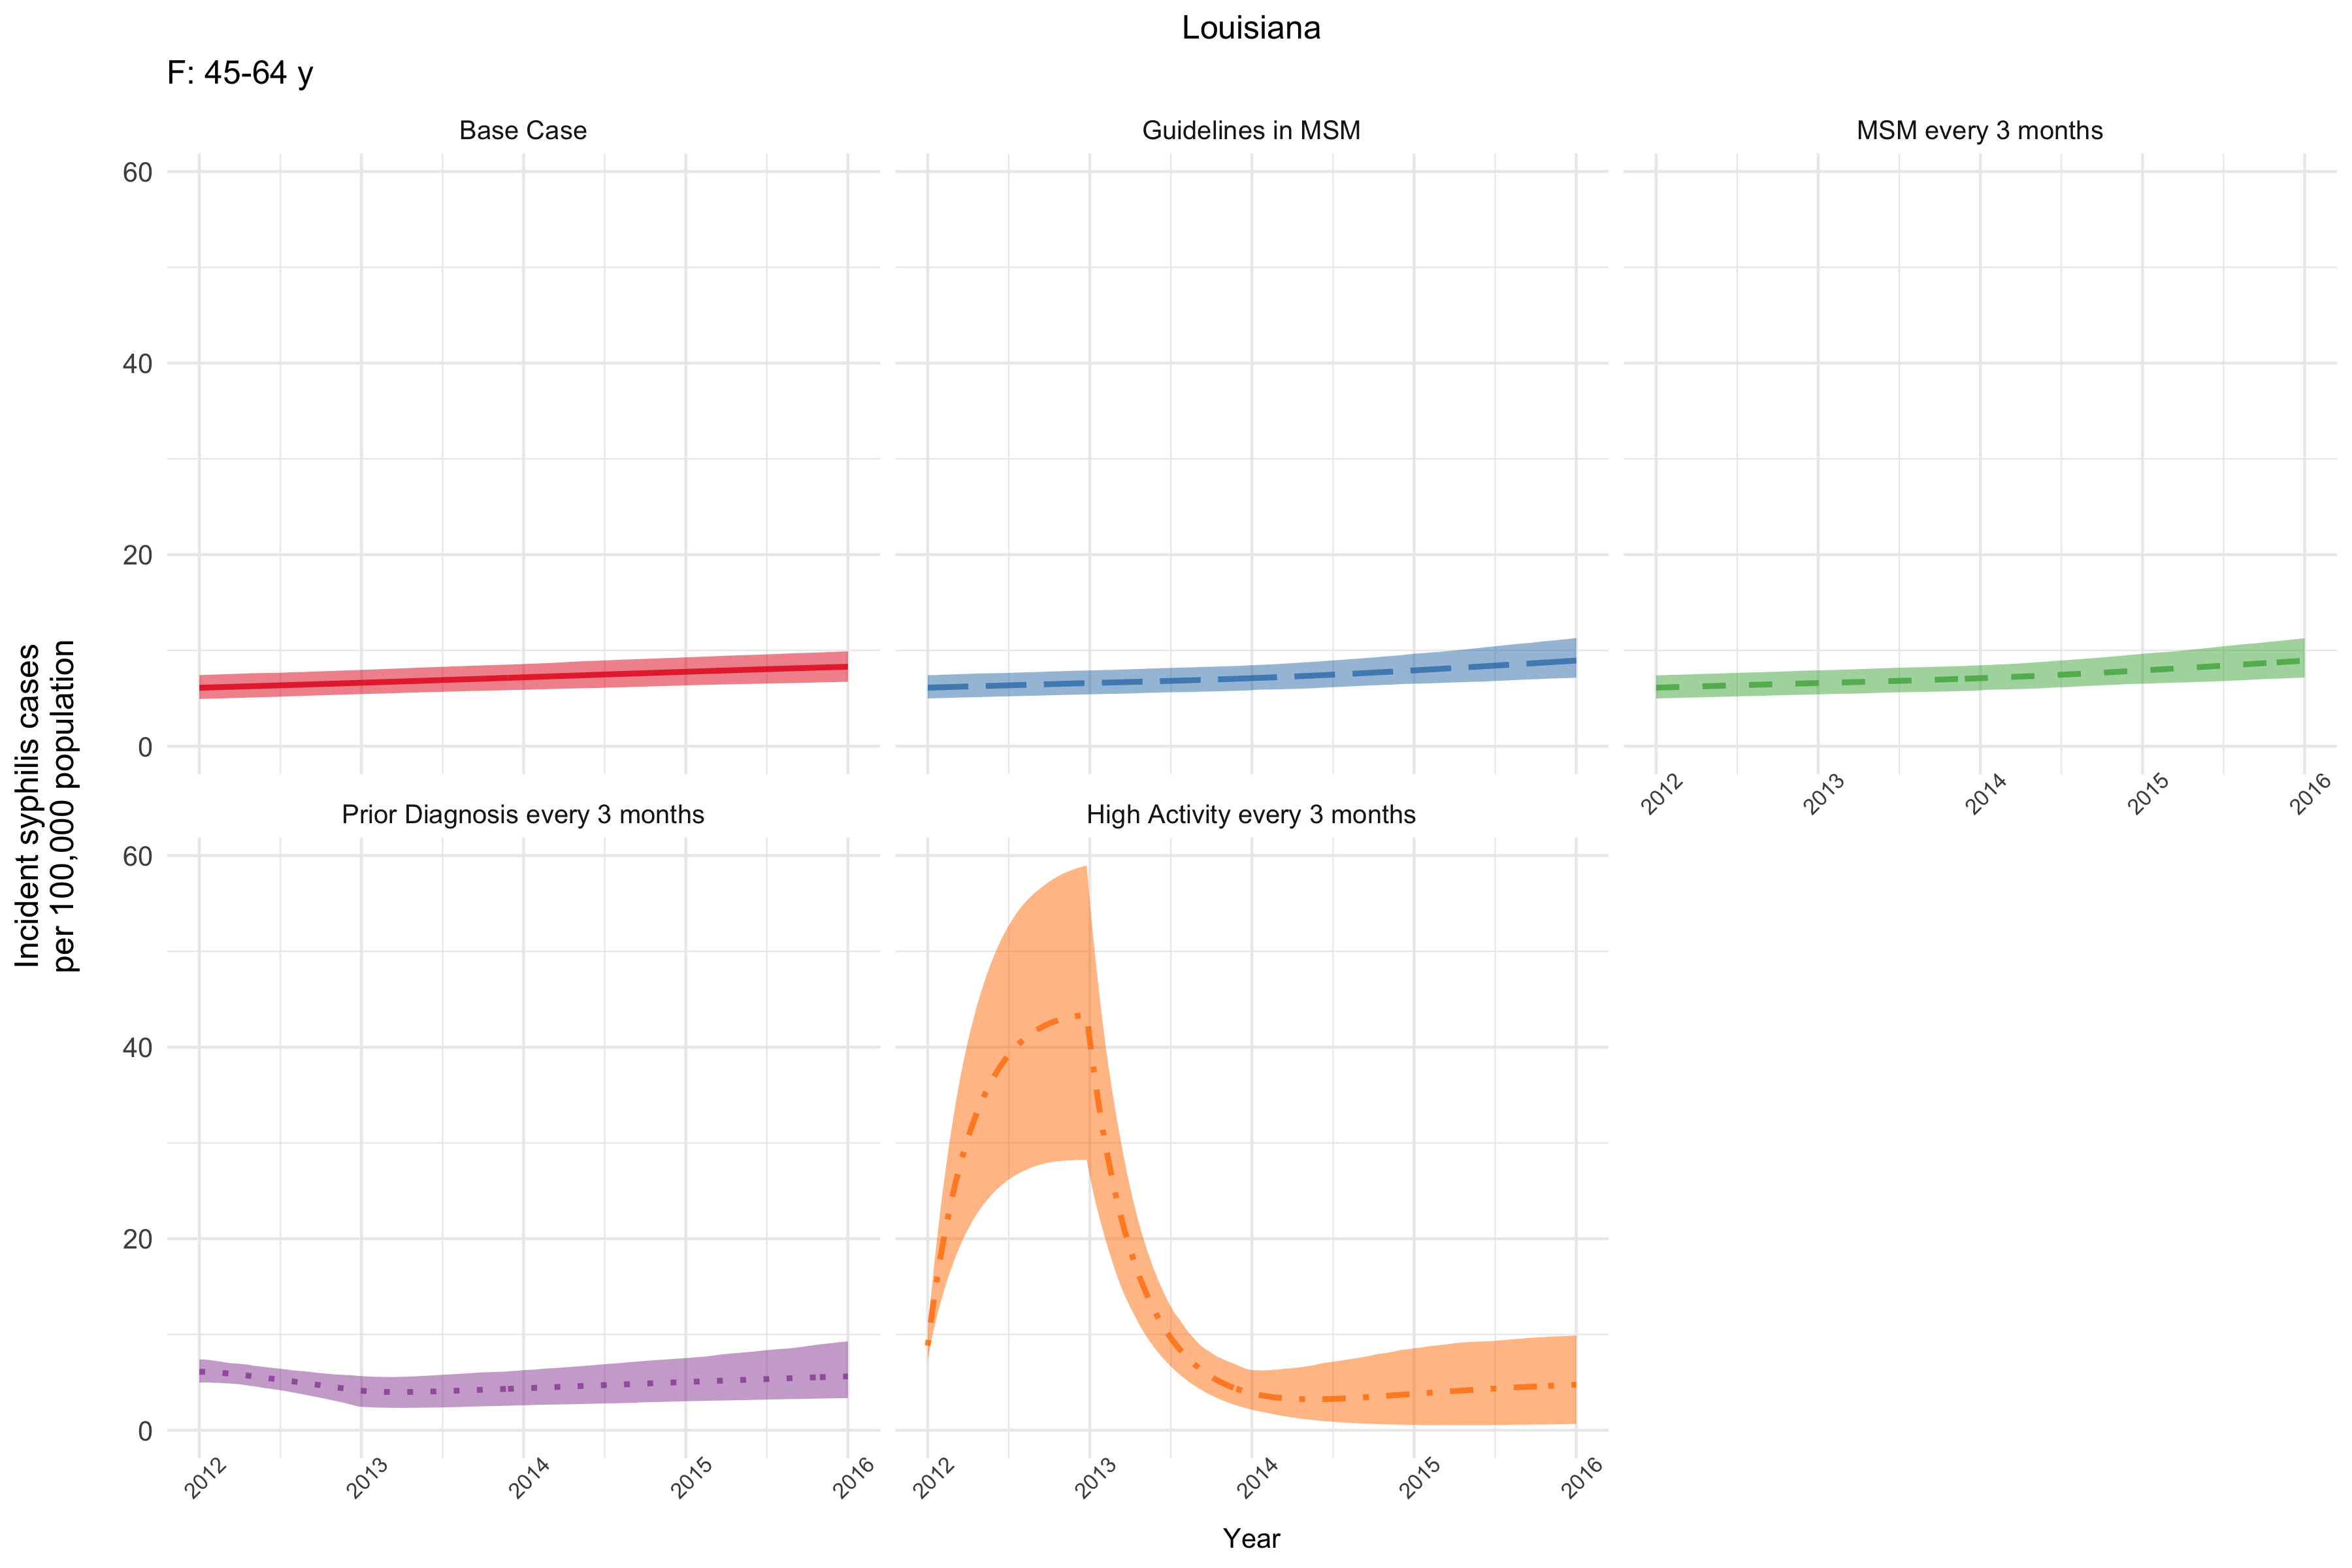 Louisiana
F: 45-64 y
Base Case
Guidelines in MSM
MSM every 3 months
60
40
20
0
2012
2013
2014
2015
2016
Incident syphilis cases
per 100,000 population
Prior Diagnosis every 3 months
High Activity every 3 months
60
40
20
0
2012
2013
2014
2015
2016
2012
2013
2014
2015
2016
Year